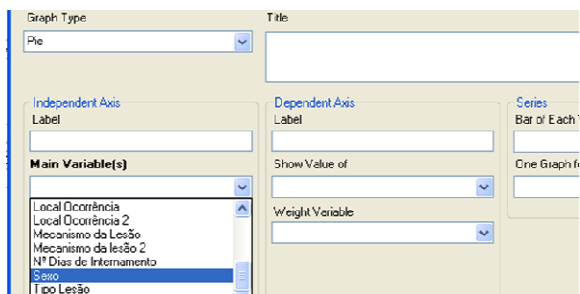 Graph Type
Title
Pie
Independent Axis
Label
Main Variable(s)
Local Ocorrência
Local Ocorrência 2
Mecanismo da Lesão
Mecanismo da lesão 2
Nº Dias de Internamento
Sexo
Tipo Lesão
Dependent Axis
Label
Show Value of
Weight Variable
Series
Bar of Each
One Graph f